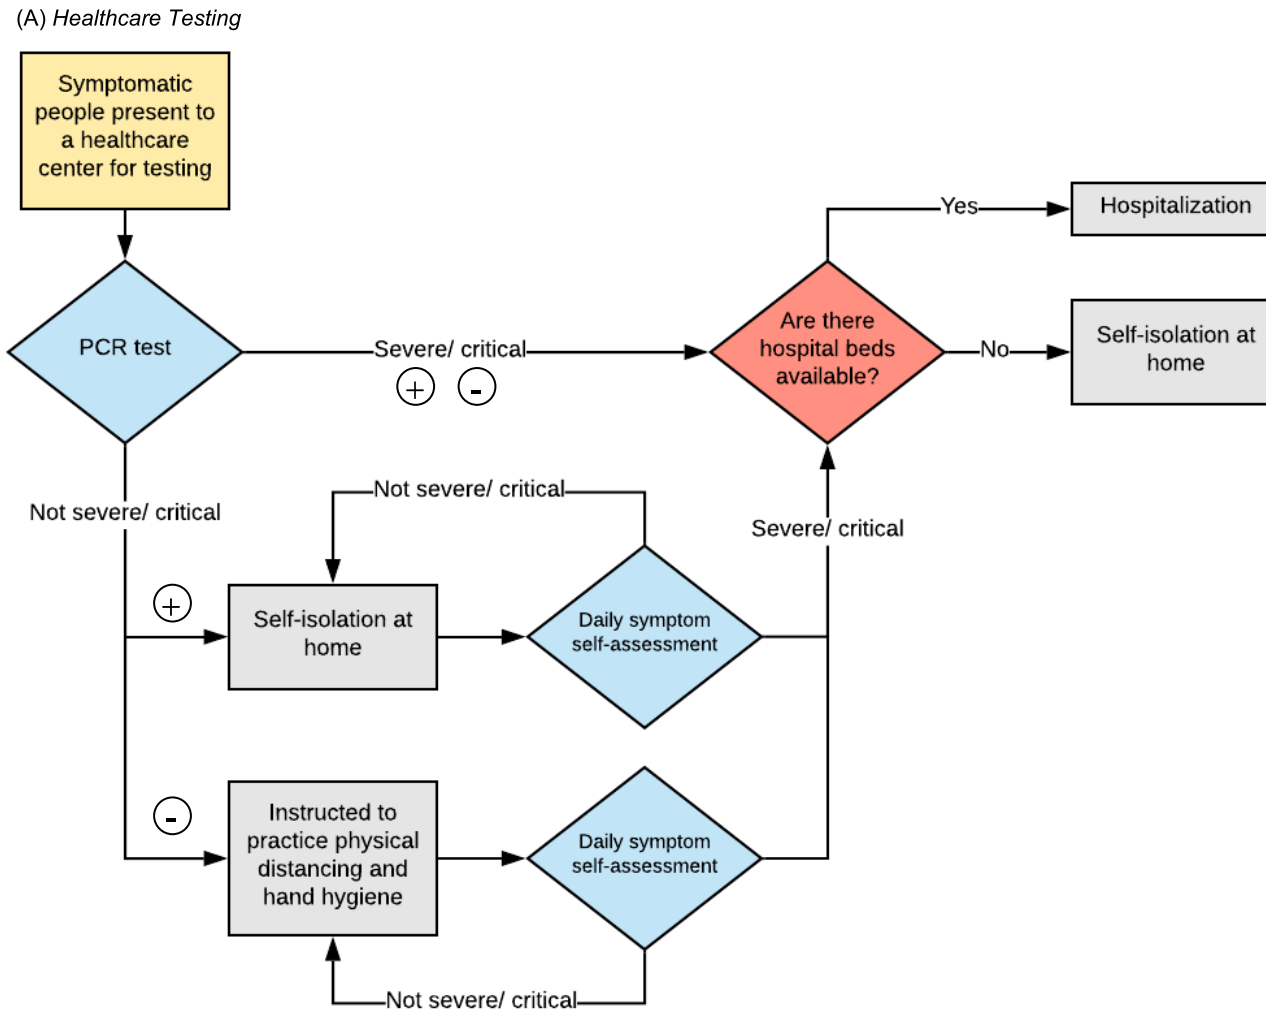 (A) Healthcare Testing
Symptomatic
people present to
a healthcare
center for testing
PCR test
Severe/ critical
+ -
Are there
hospital beds
available?
Yes
Hospitalization
No
Self-isolation at
home
Not severe/ critical
Not severe/ critical
Severe/ critical
+
Self-isolation at
home
Daily symptom
self-assessment
-
Instructed to
practice physical
distancing and
hand hygiene
Daily symptom
self-assessment
Not severe/ critical